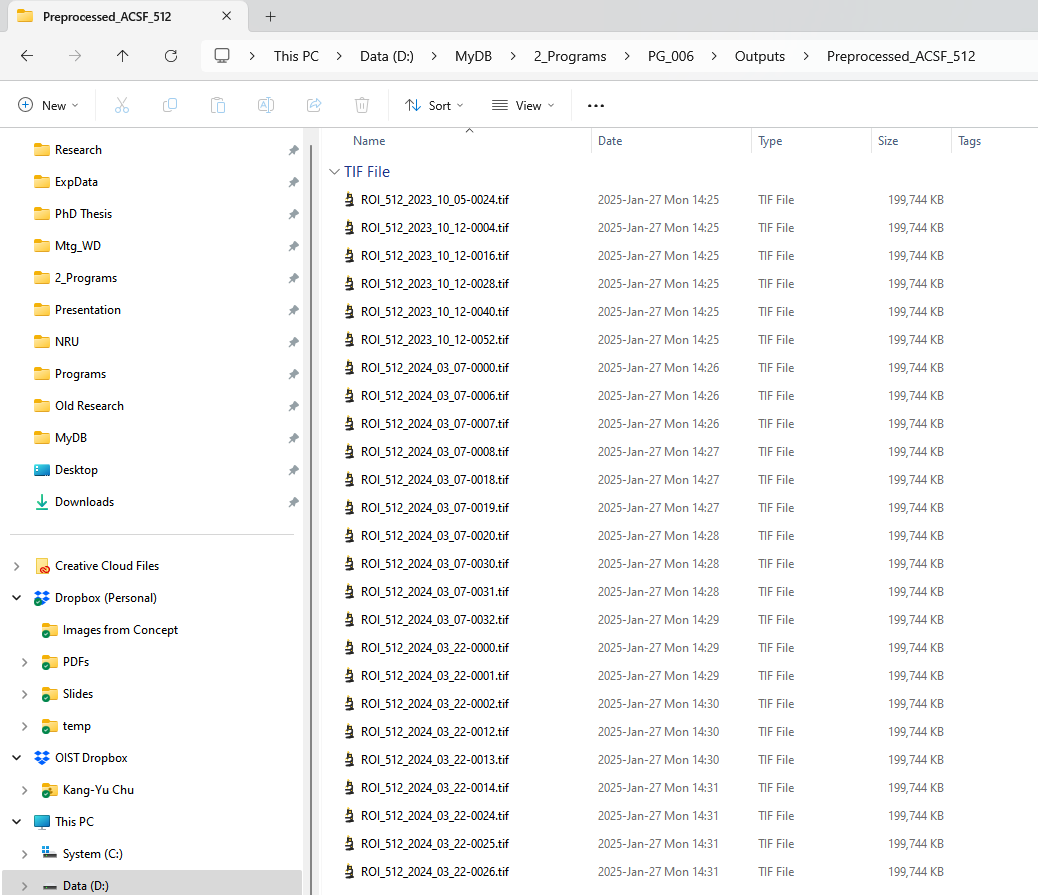 Preprocessed_ACSF_512
This PC > Data (D:) > MyDB > 2_Programs > PG_006 > Outputs > Preprocessed_ACSF_512
New Sort View
Research
ExpData
PhD Thesis
Mtg_WD
2_Programs
Presentation
NRU
Programs
Old Research
MyDB
Desktop
Downloads
Creative Cloud Files
Dropbox (Personal)
Images from Concept
PDFs
Slides
temp
OIST Dropbox
Kang-Yu Chu
This PC
System (C:)
Data (D:)
Name Date Type Size Tags
TIF File
ROI_512_2023_10_05-0024.tif 2025-Jan-27 Mon 14:25 TIF File 199,744 KB
ROI_512_2023_10_12-0004.tif 2025-Jan-27 Mon 14:25 TIF File 199,744 KB
ROI_512_2023_10_12-0016.tif 2025-Jan-27 Mon 14:25 TIF File 199,744 KB
ROI_512_2023_10_12-0028.tif 2025-Jan-27 Mon 14:25 TIF File 199,744 KB
ROI_512_2023_10_12-0040.tif 2025-Jan-27 Mon 14:25 TIF File 199,744 KB
ROI_512_2023_10_12-0052.tif 2025-Jan-27 Mon 14:25 TIF File 199,744 KB
ROI_512_2024_03_07-0000.tif 2025-Jan-27 Mon 14:26 TIF File 199,744 KB
ROI_512_2024_03_07-0006.tif 2025-Jan-27 Mon 14:26 TIF File 199,744 KB
ROI_512_2024_03_07-0007.tif 2025-Jan-27 Mon 14:26 TIF File 199,744 KB
ROI_512_2024_03_07-0008.tif 2025-Jan-27 Mon 14:27 TIF File 199,744 KB
ROI_512_2024_03_07-0018.tif 2025-Jan-27 Mon 14:27 TIF File 199,744 KB
ROI_512_2024_03_07-0019.tif 2025-Jan-27 Mon 14:27 TIF File 199,744 KB
ROI_512_2024_03_07-0020.tif 2025-Jan-27 Mon 14:28 TIF File 199,744 KB
ROI_512_2024_03_07-0030.tif 2025-Jan-27 Mon 14:28 TIF File 199,744 KB
ROI_512_2024_03_07-0031.tif 2025-Jan-27 Mon 14:28 TIF File 199,744 KB
ROI_512_2024_03_07-0032.tif 2025-Jan-27 Mon 14:29 TIF File 199,744 KB
ROI_512_2024_03_22-0000.tif 2025-Jan-27 Mon 14:29 TIF File 199,744 KB
ROI_512_2024_03_22-0001.tif 2025-Jan-27 Mon 14:29 TIF File 199,744 KB
ROI_512_2024_03_22-0002.tif 2025-Jan-27 Mon 14:30 TIF File 199,744 KB
ROI_512_2024_03_22-0012.tif 2025-Jan-27 Mon 14:30 TIF File 199,744 KB
ROI_512_2024_03_22-0013.tif 2025-Jan-27 Mon 14:30 TIF File 199,744 KB
ROI_512_2024_03_22-0014.tif 2025-Jan-27 Mon 14:31 TIF File 199,744 KB
ROI_512_2024_03_22-0024.tif 2025-Jan-27 Mon 14:31 TIF File 199,744 KB
ROI_512_2024_03_22-0025.tif 2025-Jan-27 Mon 14:31 TIF File 199,744 KB
ROI_512_2024_03_22-0026.tif 2025-Jan-27 Mon 14:31 TIF File 199,744 KB